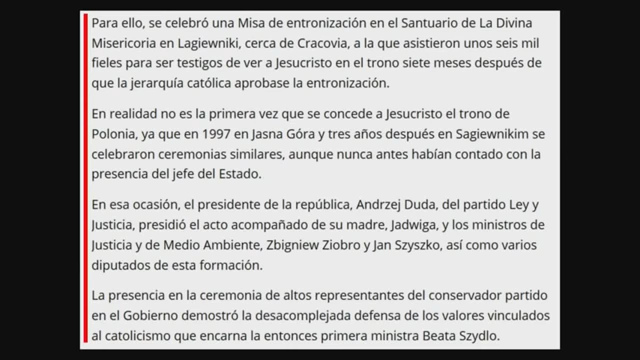 Para ello, se celebró una Misa de entronización en el Santuario de La Divina
Misericoria en Lagiewniki, cerca de Cracovia, a la que asistieron unos seis mil
fieles para ser testigos de ver a Jesucristo en el trono siete meses después de
que la jerarquía católica aprobase la entronización.
En realidad no es la primera vez que se concede a Jesucristo el trono de
Polonia, ya que en 1997 en Jasna Góra y tres años después en Sagiewnikim se
celebraron ceremonias similares, aunque nunca antes habían contado con la
presencia del jefe del Estado.
En esa ocasión, el presidente de la república, Andrzej Duda, del partido Ley y
Justicia, presidió el acto acompañado de su madre, Jadwiga, y los ministros de
Justicia y de Medio Ambiente, Zbigniew Ziobro y Jan Szyszko, así como varios
diputados de esta formación.
La presencia en la ceremonia de altos representantes del conservador partido
en el Gobierno demostró la desacomplejada defensa de los valores vinculados
al catolicismo que encarna la entonces primera ministra Beata Szydlo.